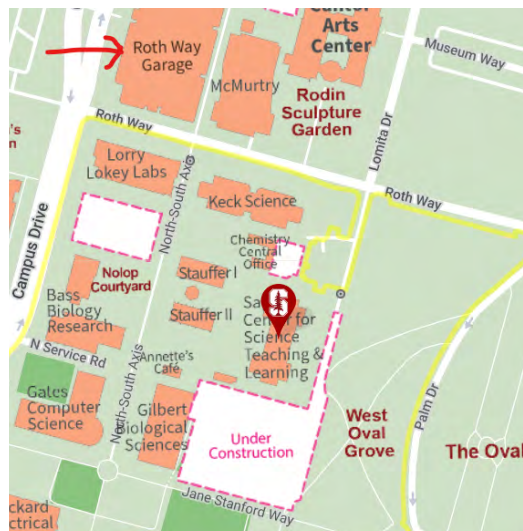 Cantor
Arts
Center
Roth Way
Garage
McMurtry
Museum Way
Rodin
Sculpture
Garden
Lomita Dr
Roth Way
Lorry
Lokey Labs
North-South Axis
Keck Science
Roth Way
Campus Drive
Chemistry
Central
Office
Nolop
Courtyard
Stauffer I
Bass
Biology
Research
Stauffer II
Center for
Science
Teaching &
Learning
N Service Rd
Annette's
Café
North-South Axis
Gates
Computer
Science
Gilbert
Biological
Sciences
Under
Construction
West
Oval
Grove
Palm Dr
The Oval
Jane Stanford Way